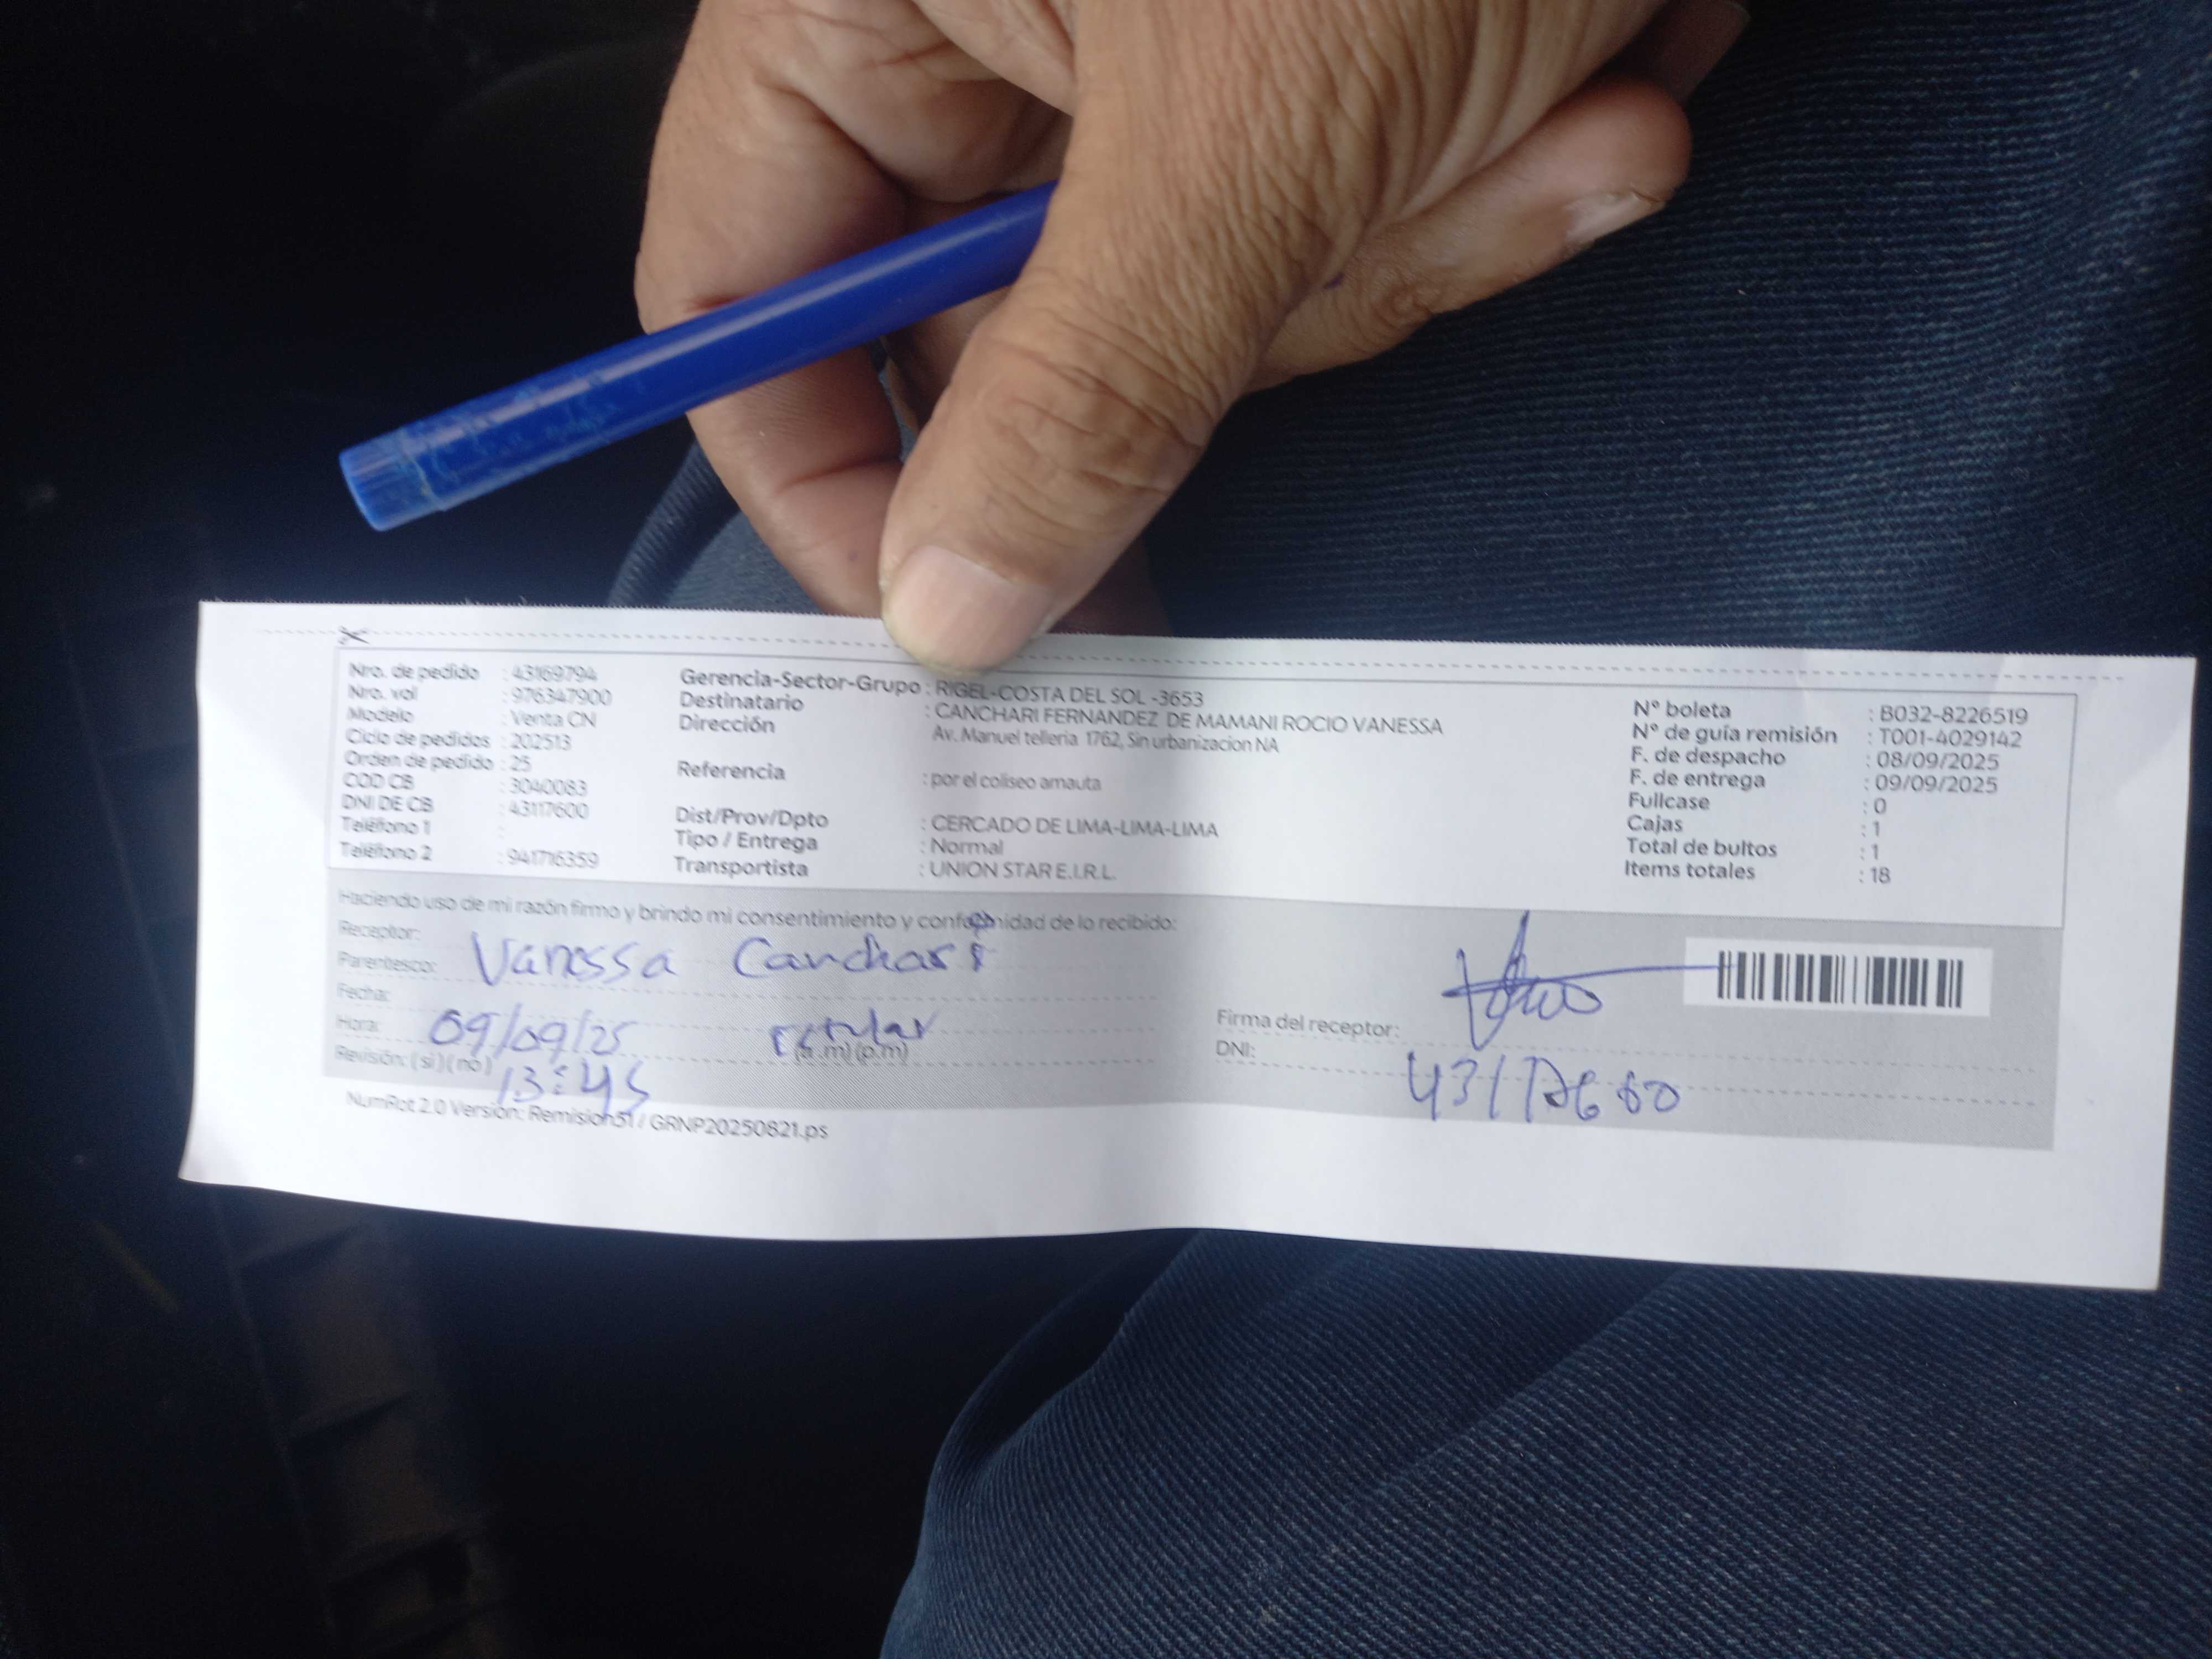 Nro. de pedido : 43169794
Nro. vol : 976347900
Modelo : Venta CN
Ciclo de pedidos : 202513
Orden de pedido : 25
COD CB : 3040083
DNI DE CB : 43117600
Teléfono 1 :
Teléfono 2 : 941716359
Gerencia-Sector-Grupo : RIGEL-COSTA DEL SOL -3653
Destinatario : CANCHARI FERNANDEZ DE MAMANI ROCIO VANESSA
Dirección Av. Manuel telleria 1762, Sin urbanizacion NA
Referencia : por el coliseo amauta
Dist/Prov/Dpto : CERCADO DE LIMA-LIMA-LIMA
Tipo / Entrega : Normal
Transportista : UNION STAR E.I.R.L.
N° boleta : B032-8226519
N° de guía remisión : T001-4029142
F. de despacho : 08/09/2025
F. de entrega : 09/09/2025
Fullcase : 0
Cajas : 1
Total de bultos : 1
Items totales : 18
Haciendo uso de mi razón firmo y brindo mi consentimiento y conformidad de lo recibido:
Receptor: Vanessa Canchari
Parentesco:
Fecha: 09/09/25
Hora: 13:45 (a.m) (p.m)
Revisión: (si) (no)
Firma del receptor:
DNI:
NumRot 2.0 Version: Remision51 / GRNP20250821.ps